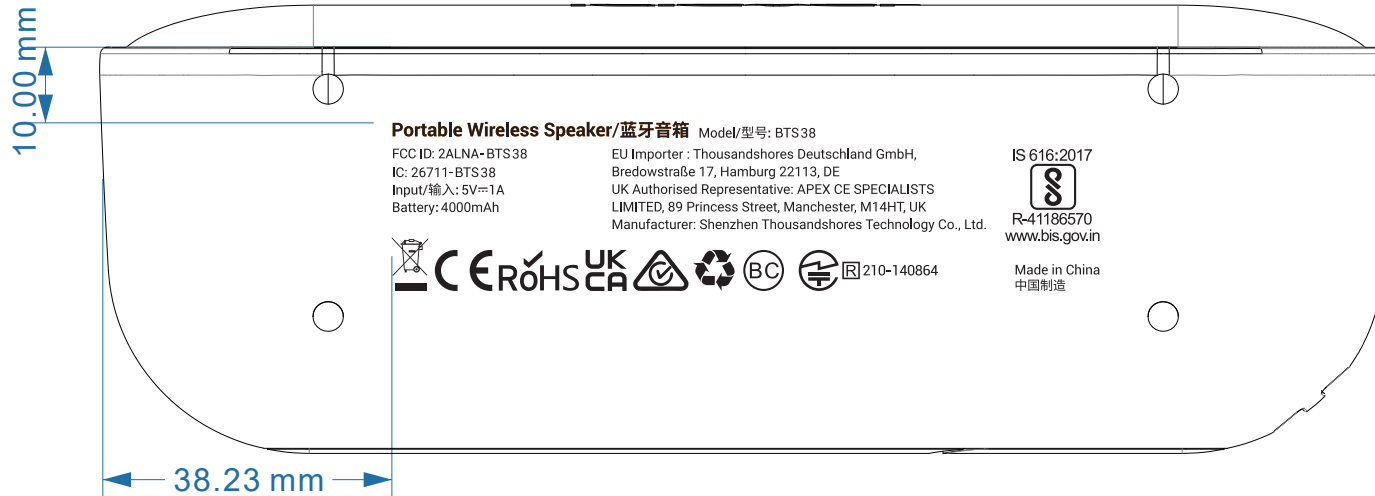 10.00 mm
Portable Wireless Speaker/蓝牙音箱 Model/型号: BTS38
FCC ID: 2ALNA-BTS38
IC: 26711-BTS38
Input/输入: 5V⎓1A
Battery: 4000mAh
EU Importer : Thousandshores Deutschland GmbH,
Bredowstraße 17, Hamburg 22113, DE
UK Authorised Representative: APEX CE SPECIALISTS
LIMITED, 89 Princess Street, Manchester, M14HT, UK
Manufacturer: Shenzhen Thousandshores Technology Co., Ltd.
IS 616:2017
R-41186570
www.bis.gov.in
CE RoHS UK CA BC R 210-140864
Made in China
中国制造
38.23 mm